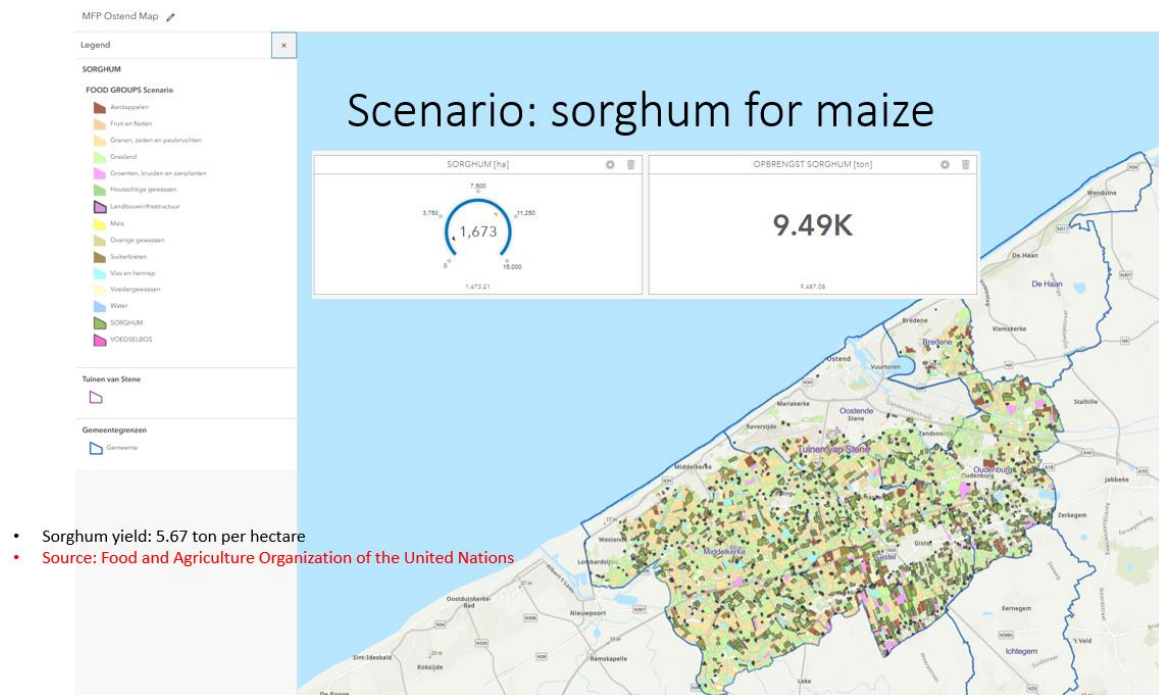 MFP Ostend Map
Legend
SORGHUM
FOOD GROUPS Scenario
Aardappelen
Fruit en Noten
Granen, zaden en peulvruchten
Grasland
Groenten, kruiden en sierplanten
Houtachtige gewassen
Landbouwinfrastructuur
Maïs
Overige gewassen
Suikerbieten
Vlas en hennep
Voedergewassen
Water
SORGHUM
VOEDSELBOS
Tuinen van Stene
Gemeentegrenzen
Gemeente
Scenario: sorghum for maize
SORGHUM [ha]
7.500
3.750
11.250
1,673
0
15.000
1.673.21
OPBRENGST SORGHUM [ton]
9.49K
9.487.08
• Sorghum yield: 5.67 ton per hectare
• Source: Food and Agriculture Organization of the United Nations
Wenduine
De Haan
De Haan
Klemskerke
Bredene
Bredene
Ostend
Vuurtoren
Mariakerke
Oostende
Stene
Stalhille
Raversijde
Zandvoorde
Tuinen van Stene
Middelkerke
Oudenburg
Oudenburg
Jabbeke
Zerkegem
Westende
Middelkerke
Gistel
Gistel
Lombardsijde
Oostduinkerke-
Bad
Nieuwpoort
Eernegem
't Veld
Ichtegem
Sint-Idesbald
Koksijde
Ramskapelle
Leke
De Panne